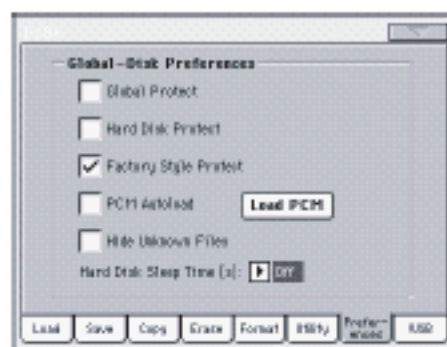 Disk
Global-Disk Preferences
Global Protect
Hard Disk Protect
Factory Style Protect
PCM Autoload Load PCM
Hide Unknown Files
Hard Disk Sleep Time [s]: Off
Load Save Copy Erase Format Utility Prefer-
ences USB